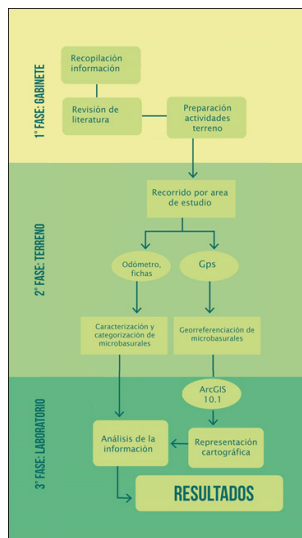 1° FASE: GABINETE
Recopilación
información
Revisión de
literatura
Preparación
actividades
terreno
2° FASE: TERRENO
Recorrido por area
de estudio
Odómetro,
fichas
Gps
Caracterización y
categorización de
microbasurales
Georreferenciación de
microbasurales
3° FASE: LABORATORIO
ArcGIS
10.1
Análisis de la
información
Representación
cartográfica
RESULTADOS